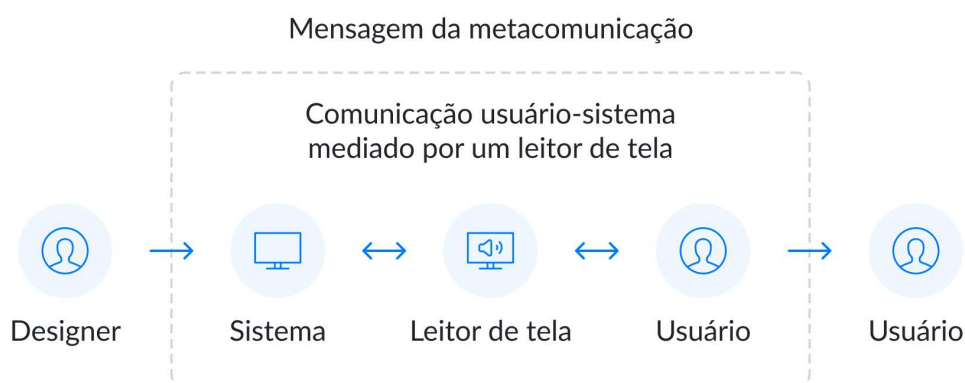 Mensagem da metacomunicação
Comunicação usuário-sistema
mediado por um leitor de tela
Designer
Sistema
Leitor de tela
Usuário
Usuário